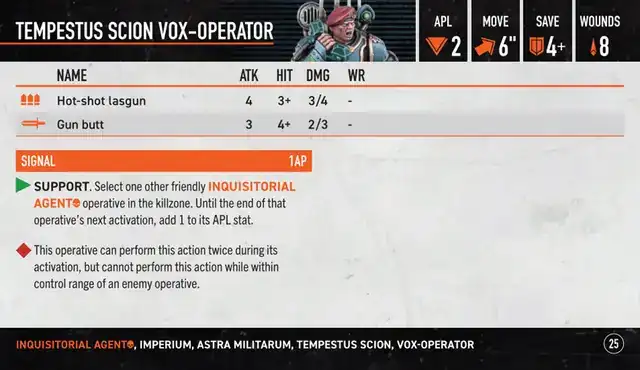 TEMPESTUS SCION VOX-OPERATOR
APL MOVE SAVE WOUNDS
2 6" 4+ 8
NAME ATK HIT DMG WR
Hot-shot lasgun 4 3+ 3/4 -
Gun butt 3 4+ 2/3 -
SIGNAL 1AP
SUPPORT. Select one other friendly INQUISITORIAL
AGENT operative in the killzone. Until the end of that
operative's next activation, add 1 to its APL stat.
This operative can perform this action twice during its
activation, but cannot perform this action while within
control range of an enemy operative.
INQUISITORIAL AGENT, IMPERIUM, ASTRA MILITARUM, TEMPESTUS SCION, VOX-OPERATOR 25